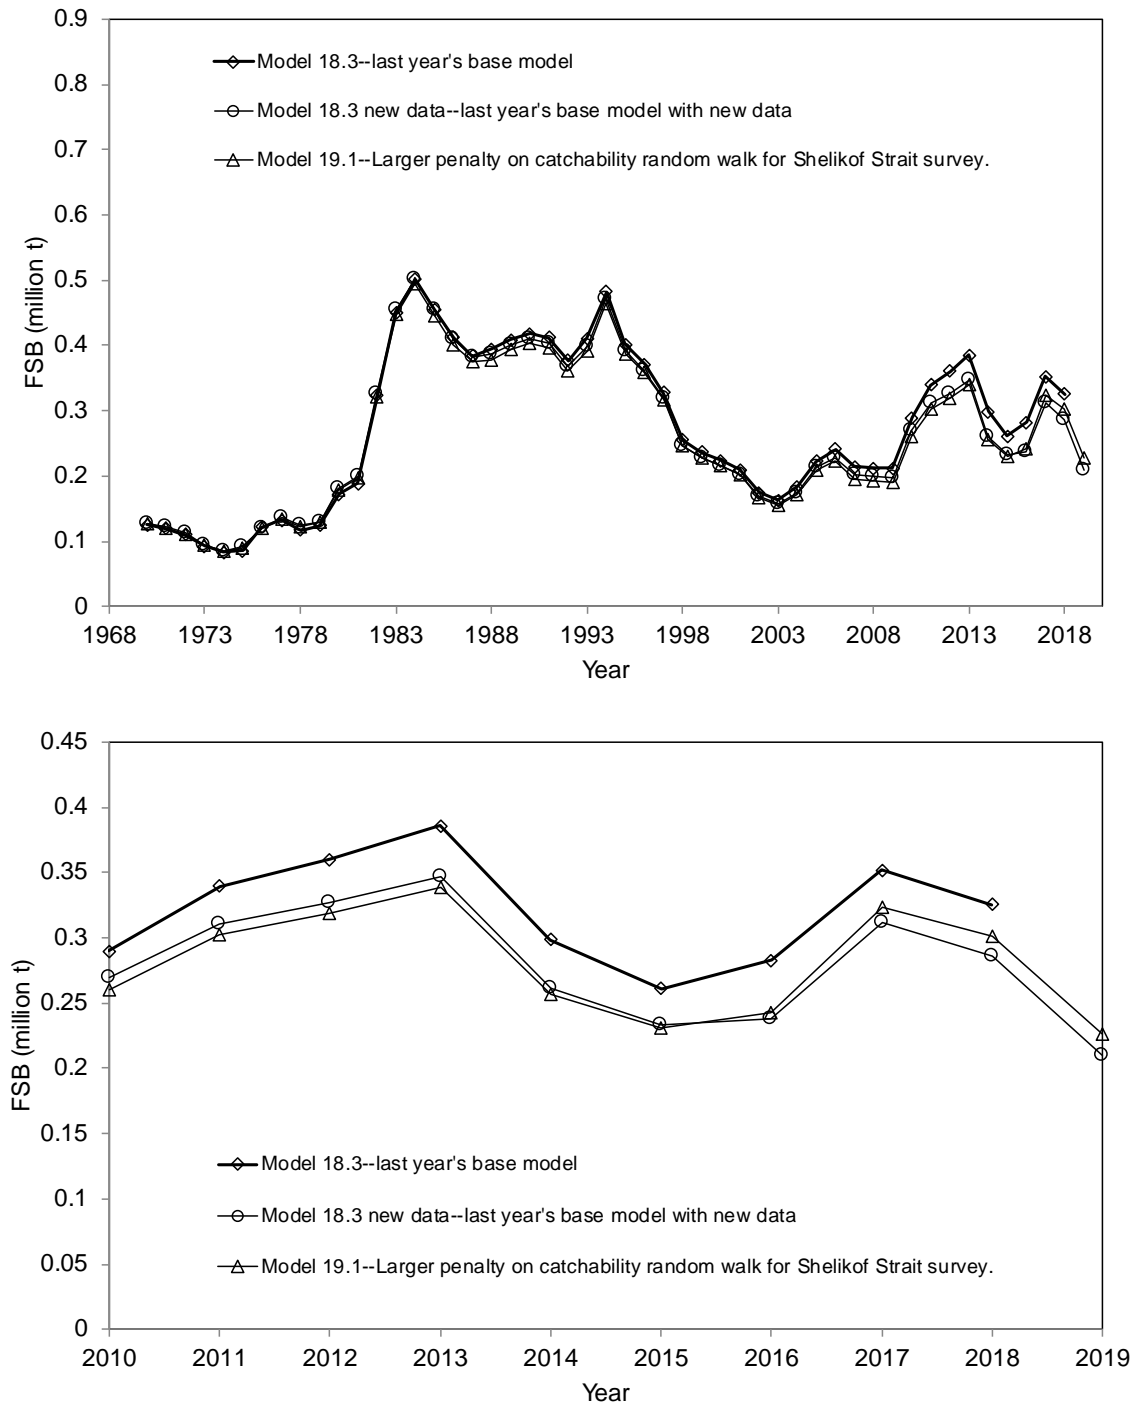 0.9
0.8
0.7
0.6
0.5
0.4
0.3
0.2
0.1
0
FSB (million t)
Model 18.3--last year's base model
Model 18.3 new data--last year's base model with new data
Model 19.1--Larger penalty on catchability random walk for Shelikof Strait survey.
1968 1973 1978 1983 1988 1993 1998 2003 2008 2013 2018
Year
0.45
0.4
0.35
0.3
0.25
0.2
0.15
0.1
0.05
0
FSB (million t)
Model 18.3--last year's base model
Model 18.3 new data--last year's base model with new data
Model 19.1--Larger penalty on catchability random walk for Shelikof Strait survey.
2010 2011 2012 2013 2014 2015 2016 2017 2018 2019
Year